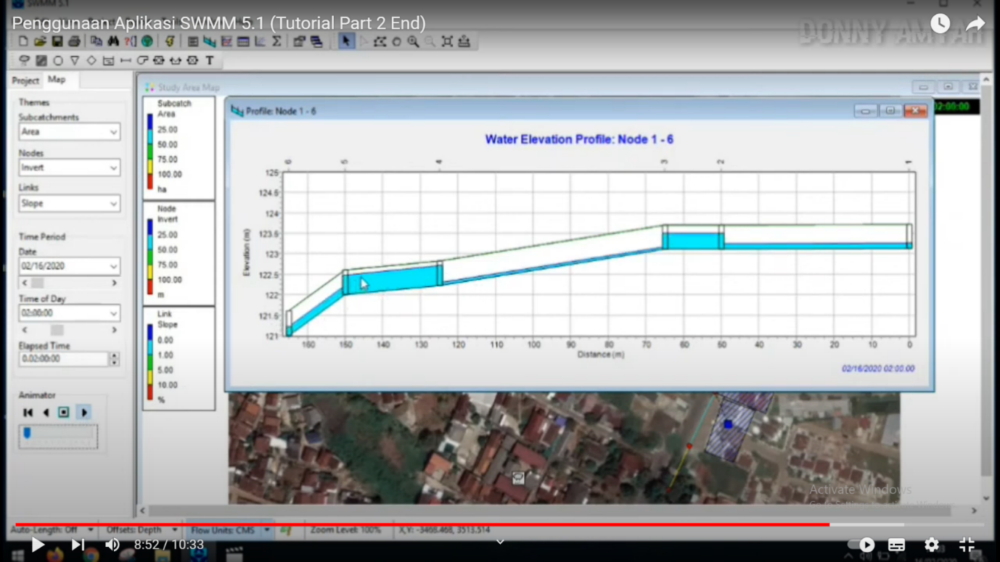 SWMM 5.1
Penggunaan Aplikasi SWMM 5.1 (Tutorial Part 2 End)
DONNY AMYAH
Project Map
Themes
Subcatchments
Area
Nodes
Invert
Links
Slope
Time Period
Date
02/16/2020
Time of Day
02:00:00
Elapsed Time
0.02:00:00
Animator
Study Area Map
Subcatch
Area
25.00
50.00
75.00
100.00
ha
Node
Invert
25.00
50.00
75.00
100.00
m
Link
Slope
0.00
1.00
5.00
10.00
%
02:00:00
Profile: Node 1 - 6
Water Elevation Profile: Node 1 - 6
6 5 4 3 2 1
125
124.5
124
123.5
123
122.5
122
121.5
121
Elevation (m)
160 150 140 130 120 110 100 90 80 70 60 50 40 30 20 10 0
Distance (m)
02/16/2020 02:00:00
Activate Windows
Auto-Length: Off Offsets: Depth Flow Units: CMS Zoom Level: 100% X,Y: -3468.468, 3513.514
8:52 / 10:33